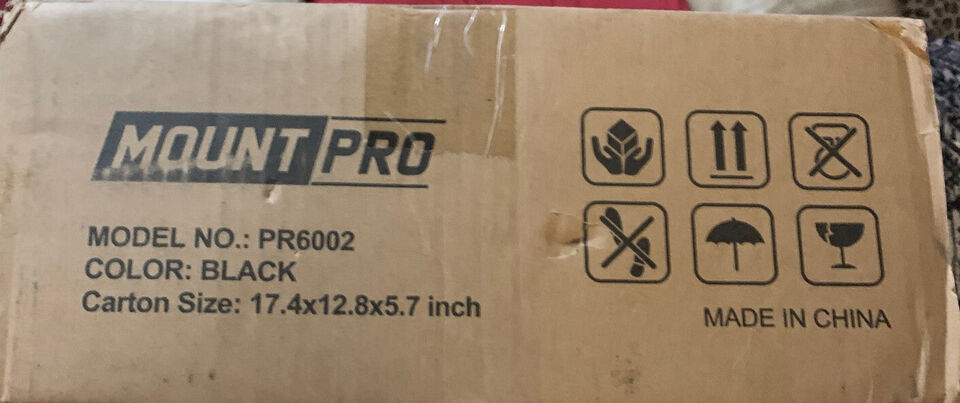 MOUNT PRO
MODEL NO.: PR6002
COLOR: BLACK
Carton Size: 17.4x12.8x5.7 inch
MADE IN CHINA